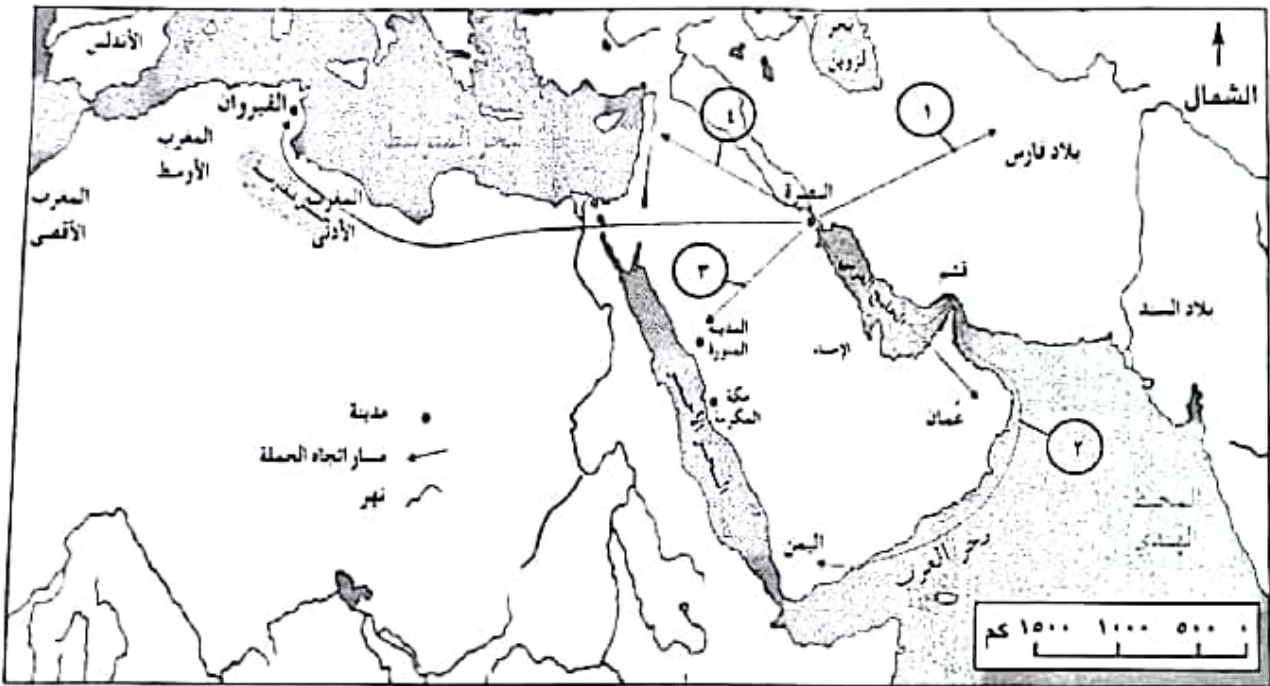 الأندلس
بحر
قزوين
الشمال
١
٤
بلاد فارس
القيروان
المغرب
الأوسط
المغرب
الأدنى
المغرب
الأقصى
البصرة
٣
قشم
بلاد السند
المدينة
المنورة
الإحساء
مكة
المكرمة
عُمان
٢
مدينة
مسار اتجاه الحملة
نهر
المحيط
الهندي
اليمن
بحر العرب
١٥٠٠ كم
١٠٠٠
٥٠٠
٠